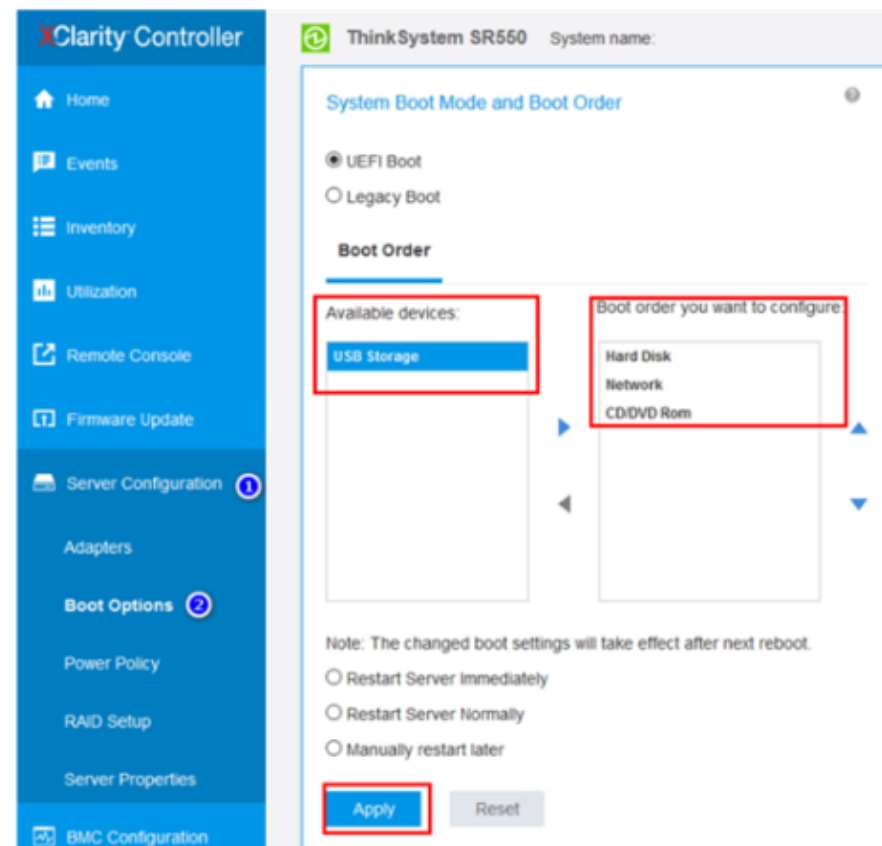 XClarity Controller
ThinkSystem SR550 System name:
Home
Events
Inventory
Utilization
Remote Console
Firmware Update
Server Configuration 1
Adapters
Boot Options 2
Power Policy
RAID Setup
Server Properties
BMC Configuration
System Boot Mode and Boot Order ?
UEFI Boot
Legacy Boot
Boot Order
Available devices:
USB Storage
Boot order you want to configure:
Hard Disk
Network
CD/DVD Rom
Note: The changed boot settings will take effect after next reboot.
Restart Server Immediately
Restart Server Normally
Manually restart later
Apply Reset